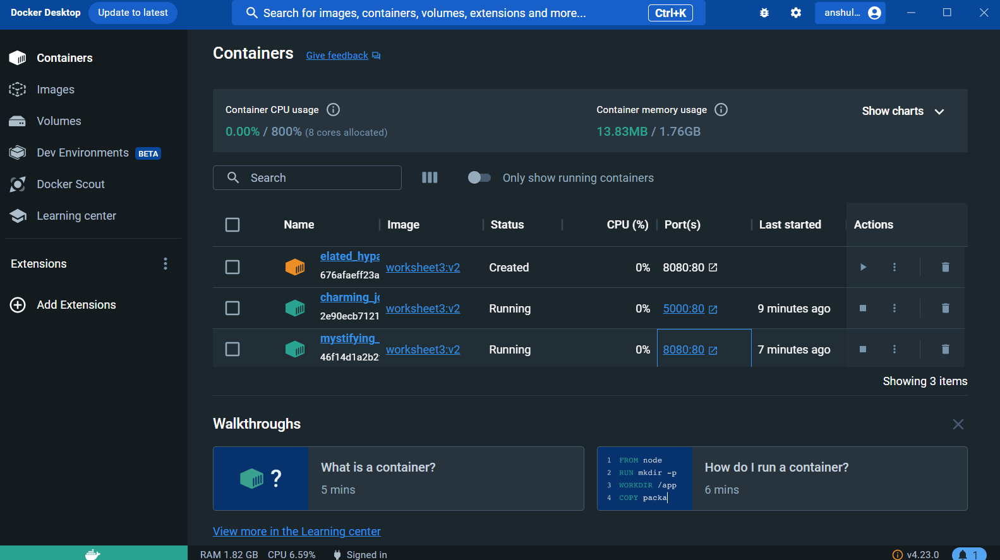 Docker Desktop Update to latest Search for images, containers, volumes, extensions and more... Ctrl+K anshul...
Containers
Images
Volumes
Dev Environments BETA
Docker Scout
Learning center
Extensions
Add Extensions
Containers Give feedback
Container CPU usage
0.00% / 800% (8 cores allocated)
Container memory usage
13.83MB / 1.76GB
Show charts
Search Only show running containers
Name Image Status CPU (%) Port(s) Last started Actions
elated_hypa
676afaeff23a worksheet3:v2 Created 0% 8080:80
charming_jo
2e90ecb7121 worksheet3:v2 Running 0% 5000:80 9 minutes ago
mystifying_
46f14d1a2b2 worksheet3:v2 Running 0% 8080:80 7 minutes ago
Showing 3 items
Walkthroughs
?
What is a container?
5 mins
1 FROM node
2 RUN mkdir -p
3 WORKDIR /app
4 COPY packa
How do I run a container?
6 mins
View more in the Learning center
RAM 1.82 GB CPU 6.59% Signed in v4.23.0 1